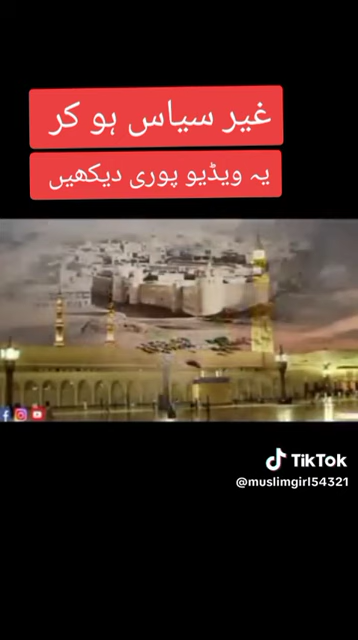 غیر سیاس ہو کر
یہ ویڈیو پوری دیکھیں
TikTok
@muslimgirl54321